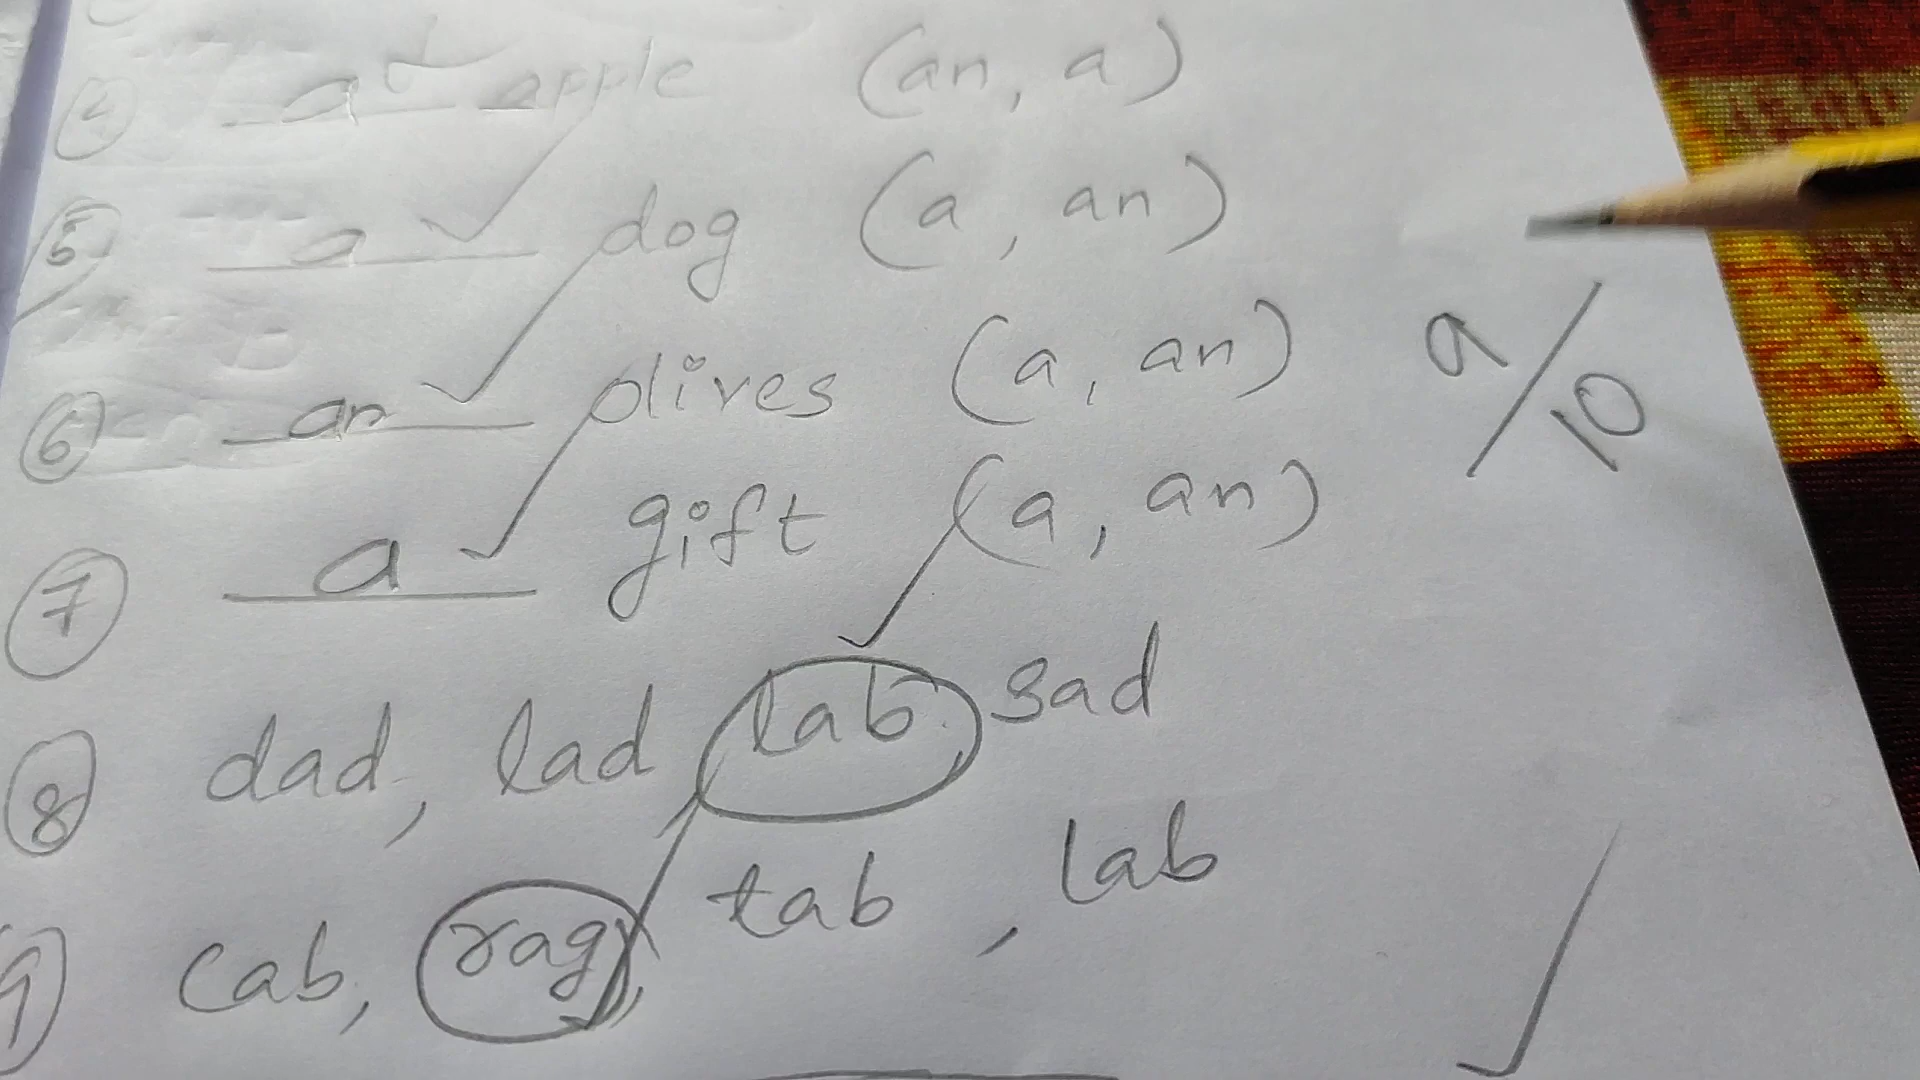 ④ a apple (an, a)
⑤ a dog (a, an)
⑥ an olives (a, an)
9/10
⑦ a gift (a, an)
⑧ dad, lad lab, sad
⑨ cab, rag, tab, lab